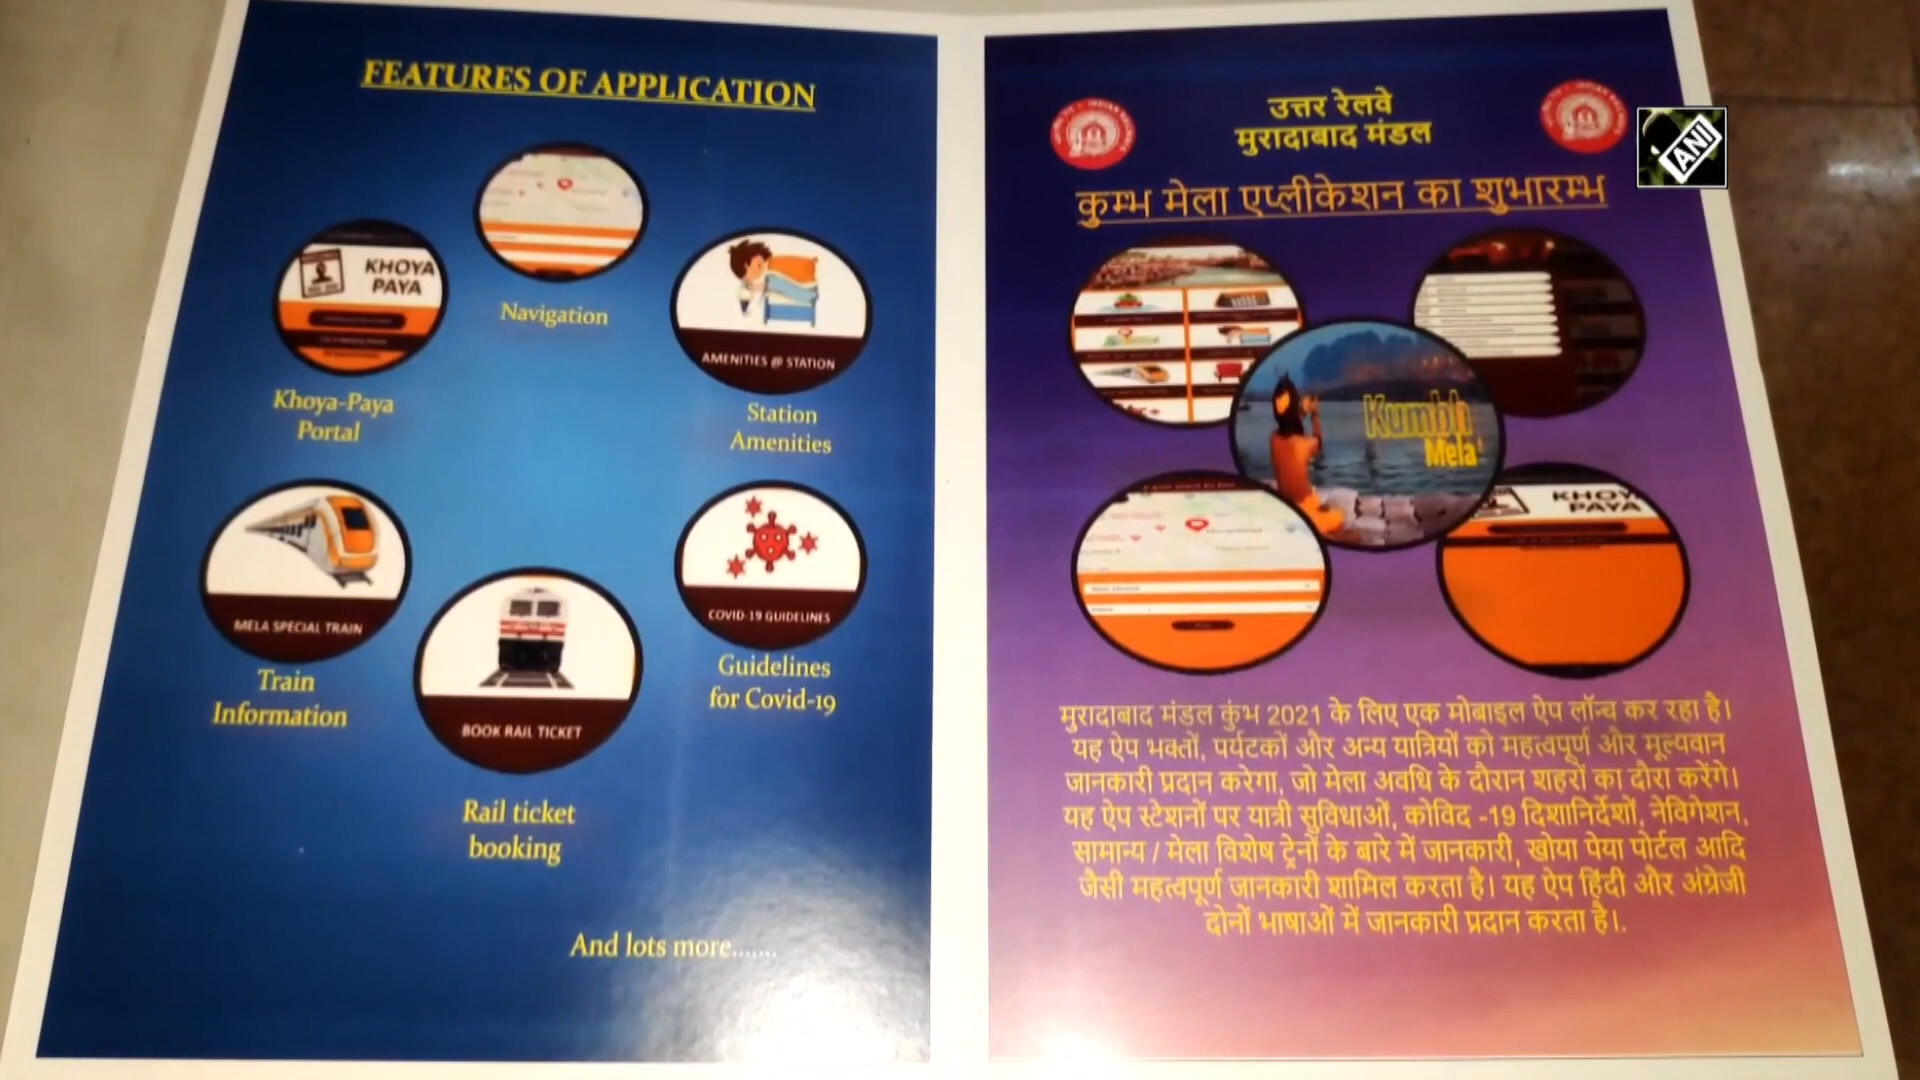 FEATURES OF APPLICATION
Navigation
KHOYA
PAYA
Khoya-Paya
Portal
AMENITIES @ STATION
Station
Amenities
MELA SPECIAL TRAIN
Train
Information
BOOK RAIL TICKET
Rail ticket
booking
COVID-19 GUIDELINES
Guidelines
for Covid-19
And lots more.......
उत्तर रेलवे
मुरादाबाद मंडल
कुम्भ मेला एप्लीकेशन का शुभारम्भ
Kumbh
Mela
KHOY
PAYA
मुरादाबाद मंडल कुंभ 2021 के लिए एक मोबाइल ऐप लॉन्च कर रहा है।
यह ऐप भक्तों, पर्यटकों और अन्य यात्रियों को महत्वपूर्ण और मूल्यवान
जानकारी प्रदान करेगा, जो मेला अवधि के दौरान शहरों का दौरा करेंगे।
यह ऐप स्टेशनों पर यात्री सुविधाओं, कोविद -19 दिशानिर्देशों, नेविगेशन,
सामान्य / मेला विशेष ट्रेनों के बारे में जानकारी, खोया पेया पोर्टल आदि
जैसी महत्वपूर्ण जानकारी शामिल करता है। यह ऐप हिंदी और अंग्रेजी
दोनों भाषाओं में जानकारी प्रदान करता है।.
ANI